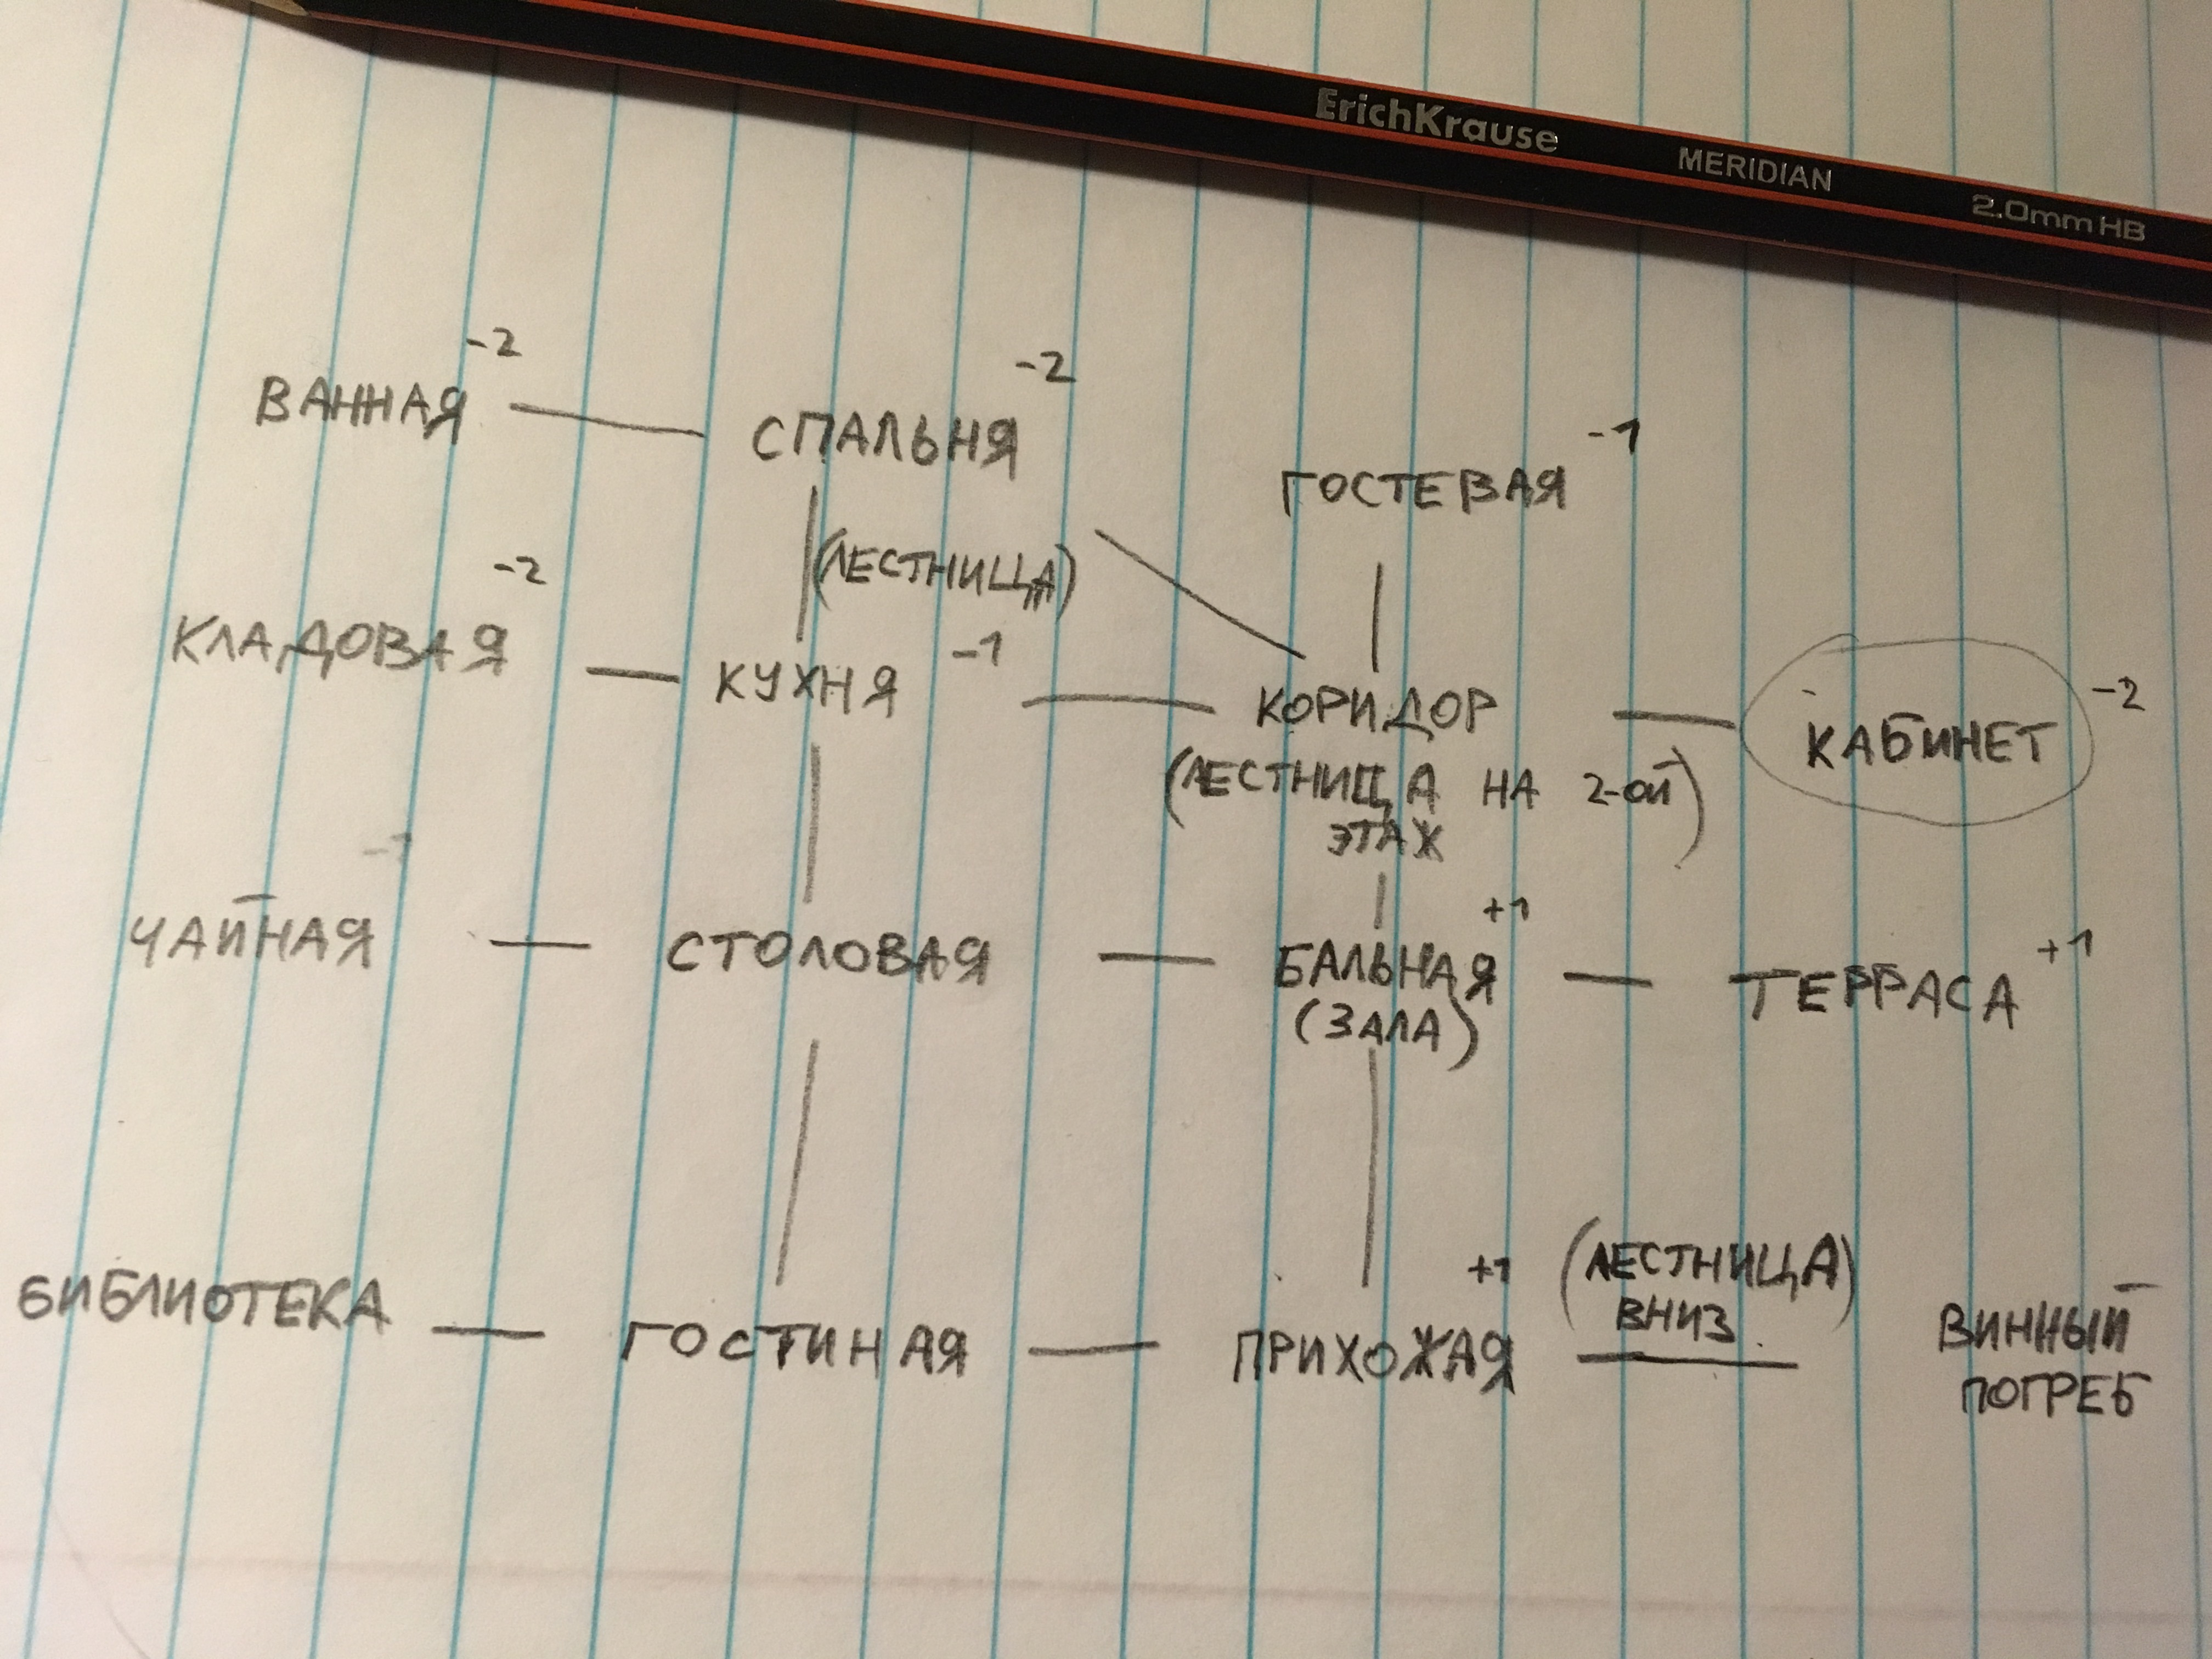 ErichKrause MERIDIAN 2.0mm HB
-2
-2
ВАННАЯ
СПАЛЬНЯ
-1
ГОСТЕВАЯ
(ЛЕСТНИЦА)
-2
КЛАДОВАЯ
КУХНЯ
-1
КОРИДОР
КАБИНЕТ
-2
(ЛЕСТНИЦА НА 2-ОЙ)
ЭТАЖ
ЧАЙНАЯ
СТОЛОВАЯ
+1
БАЛЬНАЯ
(ЗАЛА)
ТЕРРАСА
+1
БИБЛИОТЕКА
ГОСТИНАЯ
+1
ПРИХОЖАЯ
(ЛЕСТНИЦА)
ВНИЗ
ВИННЫЙ
ПОГРЕБ